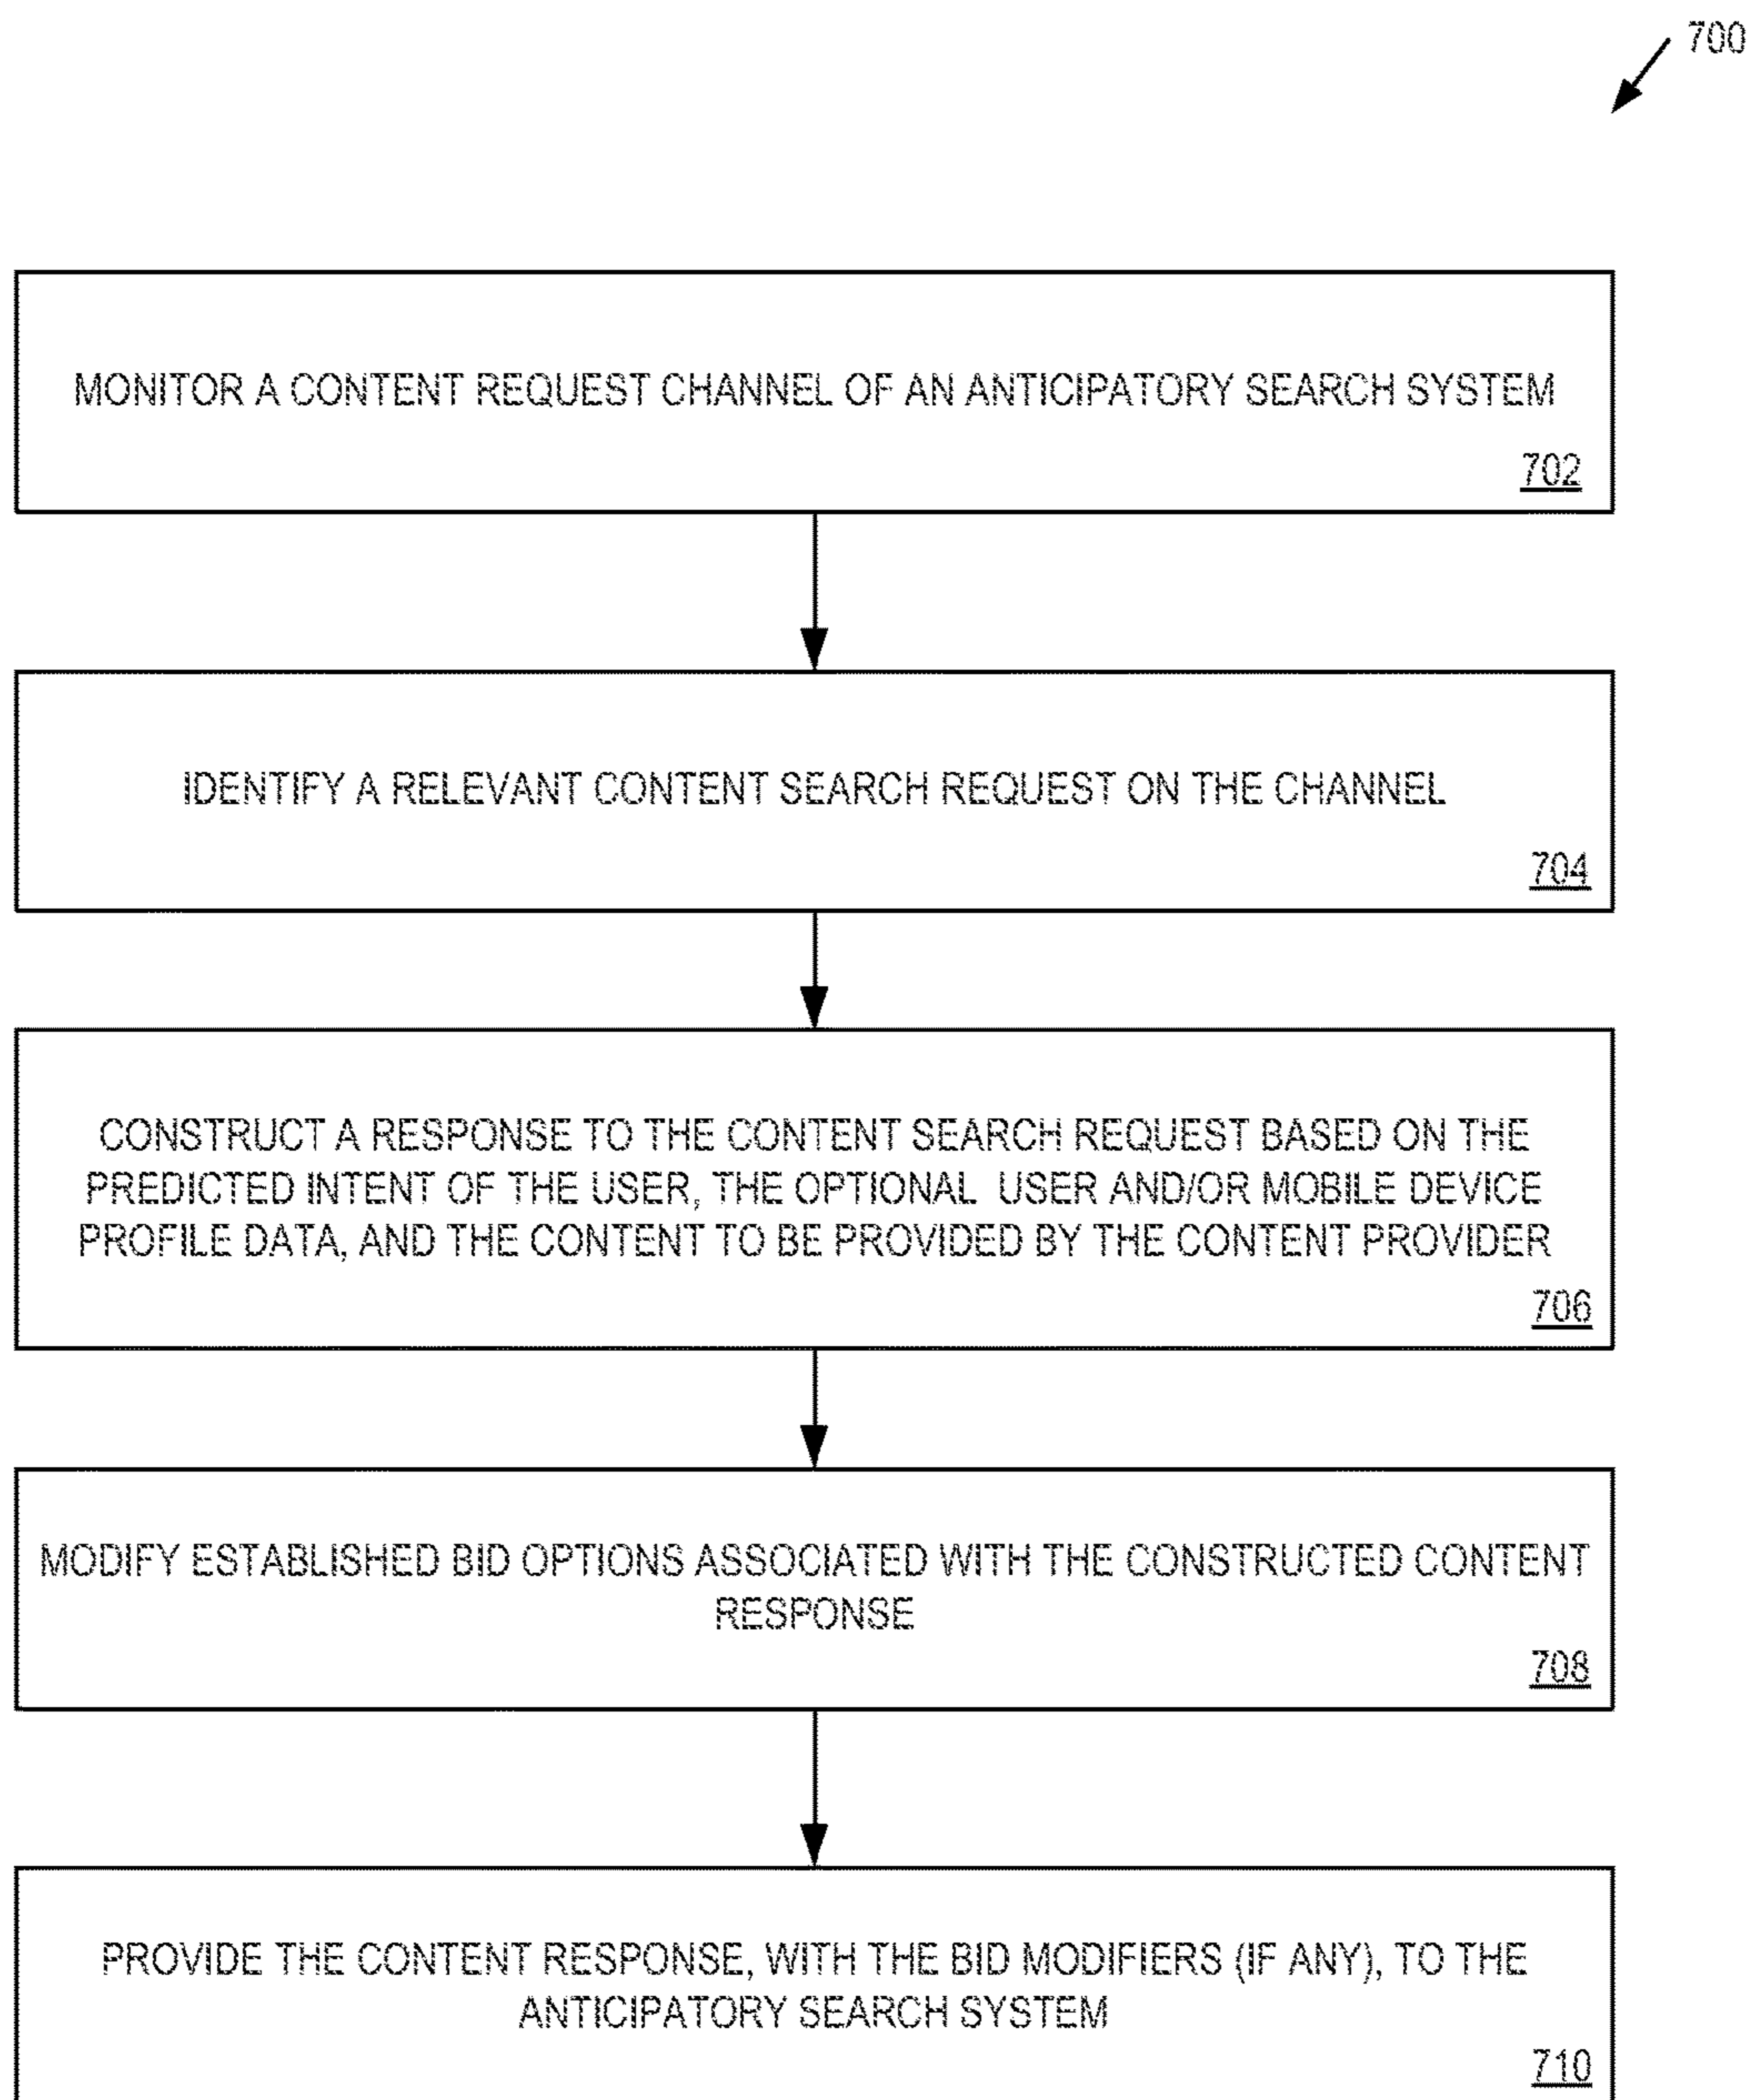 700
MONITOR A CONTENT REQUEST CHANNEL OF AN ANTICIPATORY SEARCH SYSTEM
702
IDENTIFY A RELEVANT CONTENT SEARCH REQUEST ON THE CHANNEL
704
CONSTRUCT A RESPONSE TO THE CONTENT SEARCH REQUEST BASED ON THE
PREDICTED INTENT OF THE USER, THE OPTIONAL USER AND/OR MOBILE DEVICE
PROFILE DATA, AND THE CONTENT TO BE PROVIDED BY THE CONTENT PROVIDER
706
MODIFY ESTABLISHED BID OPTIONS ASSOCIATED WITH THE CONSTRUCTED CONTENT
RESPONSE
708
PROVIDE THE CONTENT RESPONSE, WITH THE BID MODIFIERS (IF ANY), TO THE
ANTICIPATORY SEARCH SYSTEM
710